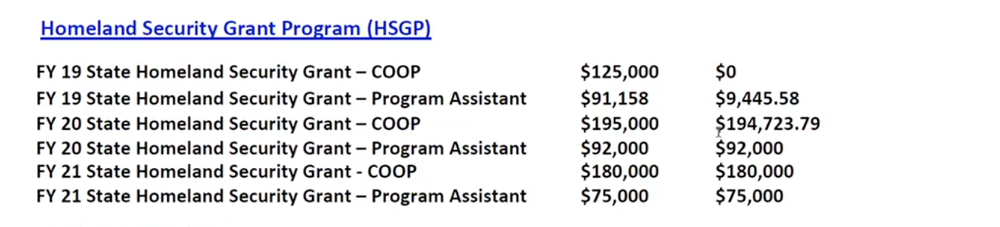 Homeland Security Grant Program (HSGP)
FY 19 State Homeland Security Grant – COOP $125,000 $0
FY 19 State Homeland Security Grant – Program Assistant $91,158 $9,445.58
FY 20 State Homeland Security Grant – COOP $195,000 $194,723.79
FY 20 State Homeland Security Grant – Program Assistant $92,000 $92,000
FY 21 State Homeland Security Grant - COOP $180,000 $180,000
FY 21 State Homeland Security Grant – Program Assistant $75,000 $75,000